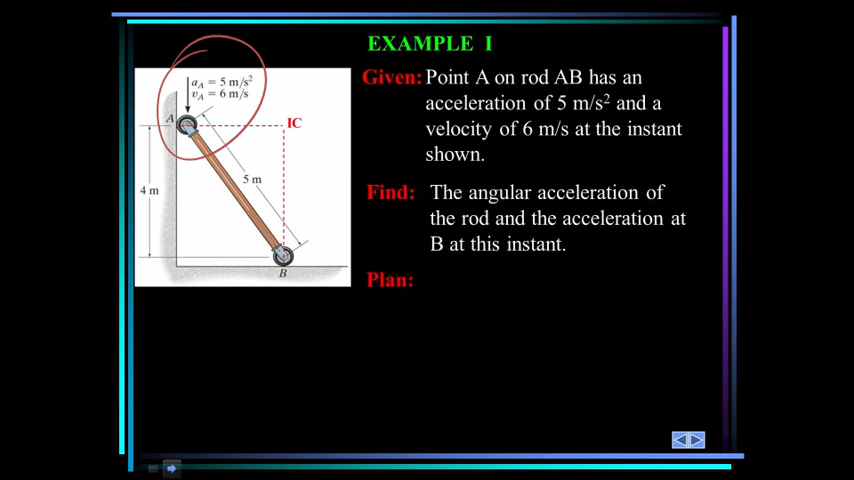 EXAMPLE I
aA = 5 m/s²
vA = 6 m/s
A
IC
5 m
4 m
B
Given: Point A on rod AB has an
acceleration of 5 m/s² and a
velocity of 6 m/s at the instant
shown.
Find: The angular acceleration of
the rod and the acceleration at
B at this instant.
Plan: